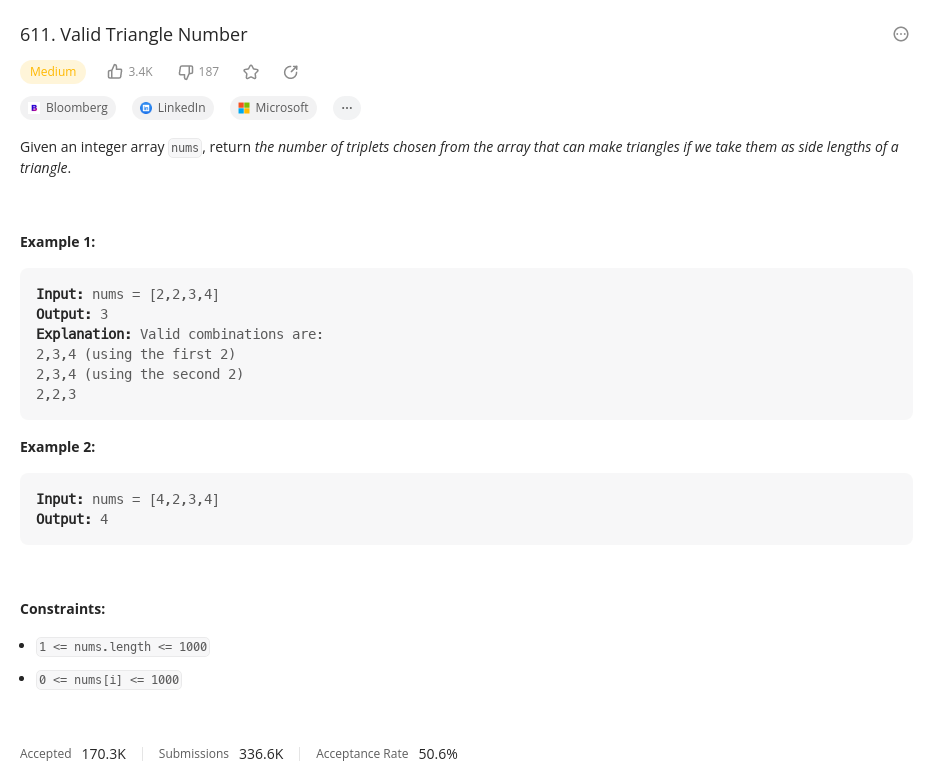 611. Valid Triangle Number
Medium 3.4K 187
B Bloomberg LinkedIn Microsoft ...
Given an integer array nums, return the number of triplets chosen from the array that can make triangles if we take them as side lengths of a
triangle.
Example 1:
Input: nums = [2,2,3,4]
Output: 3
Explanation: Valid combinations are:
2,3,4 (using the first 2)
2,3,4 (using the second 2)
2,2,3
Example 2:
Input: nums = [4,2,3,4]
Output: 4
Constraints:
• 1 <= nums.length <= 1000
• 0 <= nums[i] <= 1000
Accepted 170.3K Submissions 336.6K Acceptance Rate 50.6%